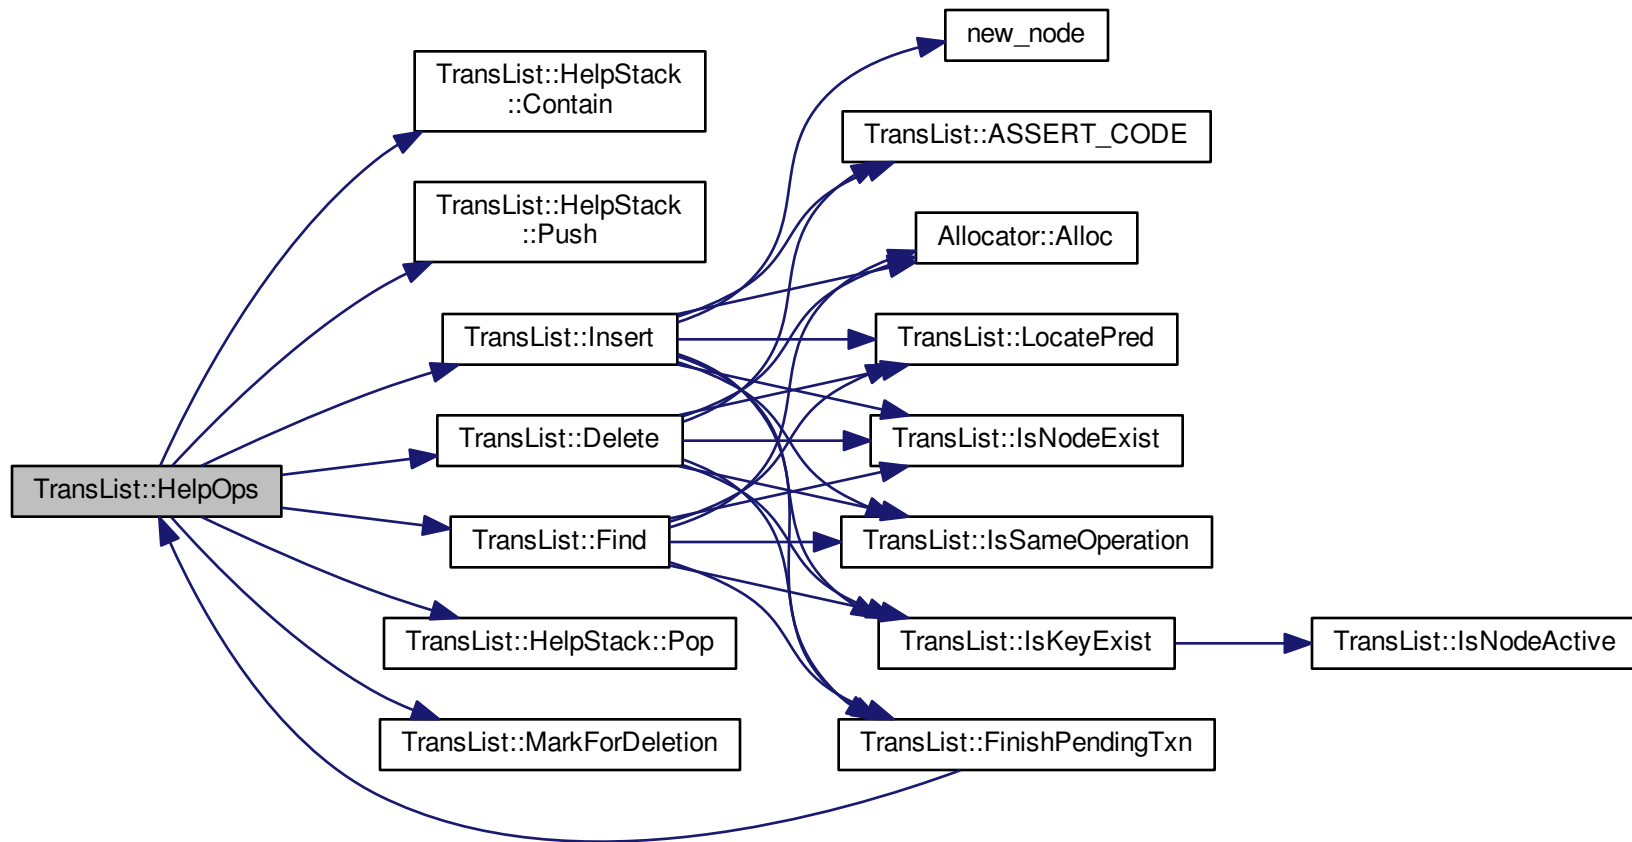 new_node
TransList::HelpStack
::Contain
TransList::ASSERT_CODE
TransList::HelpStack
::Push
Allocator::Alloc
TransList::Insert
TransList::LocatePred
TransList::Delete
TransList::IsNodeExist
TransList::HelpOps
TransList::Find
TransList::IsSameOperation
TransList::HelpStack::Pop
TransList::IsKeyExist
TransList::IsNodeActive
TransList::MarkForDeletion
TransList::FinishPendingTxn